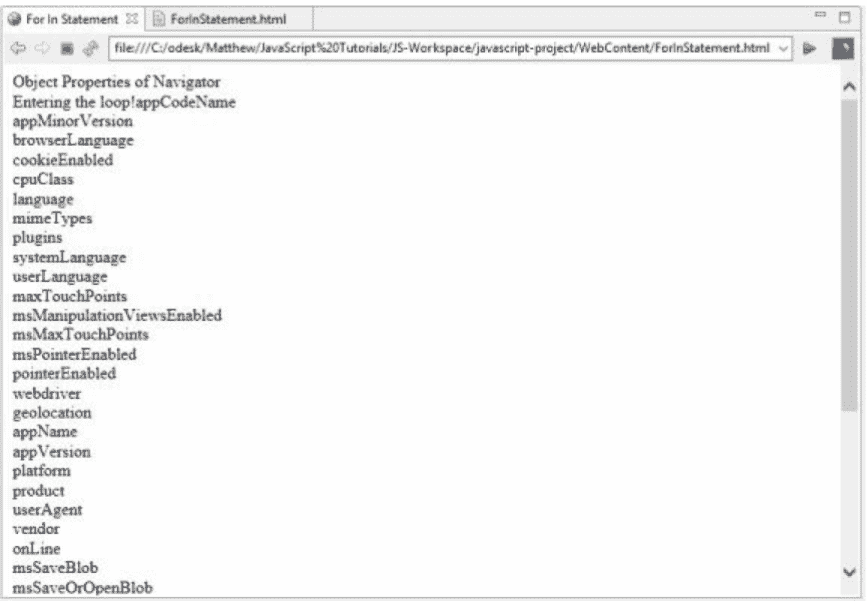 For In Statement
ForInStatement.html
file:///C:/odesk/Matthew/JavaScript%20Tutorials/JS-Workspace/javascript-project/WebContent/ForInStatement.html
Object Properties of Navigator
Entering the loop!appCodeName
appMinorVersion
browserLanguage
cookieEnabled
cpuClass
language
mimeTypes
plugins
systemLanguage
userLanguage
maxTouchPoints
msManipulationViewsEnabled
msMaxTouchPoints
msPointerEnabled
pointerEnabled
webdriver
geolocation
appName
appVersion
platform
product
userAgent
vendor
onLine
msSaveBlob
msSaveOrOpenBlob